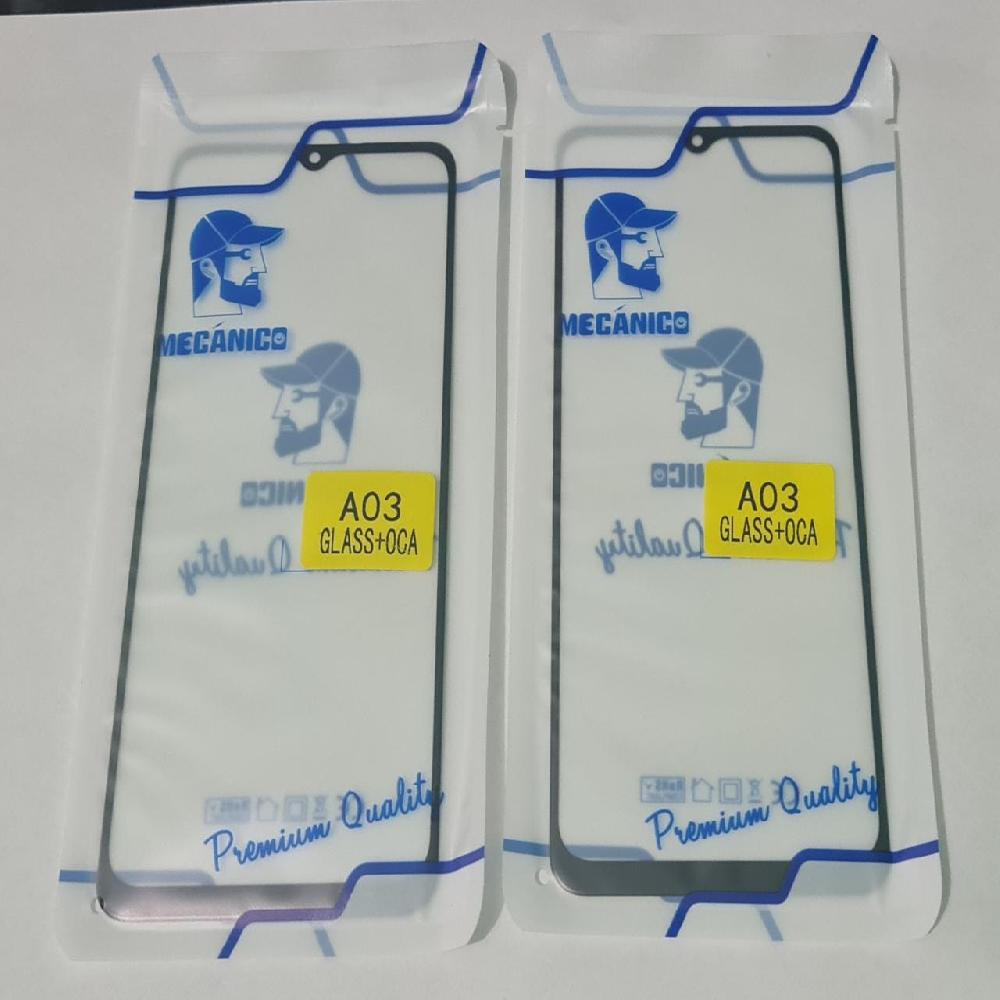 MECÁNICO
A03
GLASS+OCA
Premium Quality
MECÁNICO
A03
GLASS+OCA
Premium Quality